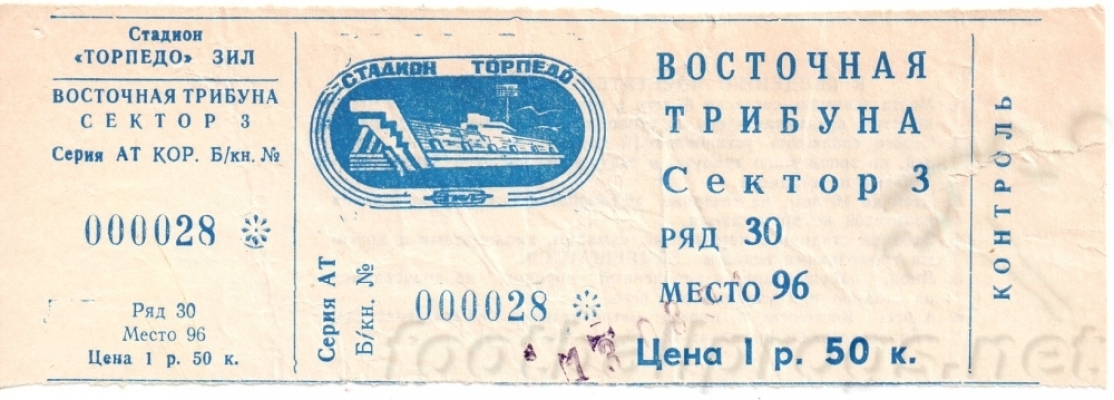 Стадион
«ТОРПЕДО» ЗИЛ
ВОСТОЧНАЯ ТРИБУНА
СЕКТОР 3
Серия АТ КОР. Б/кн. №
000028
Ряд 30
Место 96
Цена 1 р. 50 к.
СТАДИОН ТОРПЕДО
Серия АТ
Б/кн. №
000028
ВОСТОЧНАЯ
ТРИБУНА
Сектор 3
РЯД 30
МЕСТО 96
Цена 1 р. 50 к.
КОНТРОЛЬ